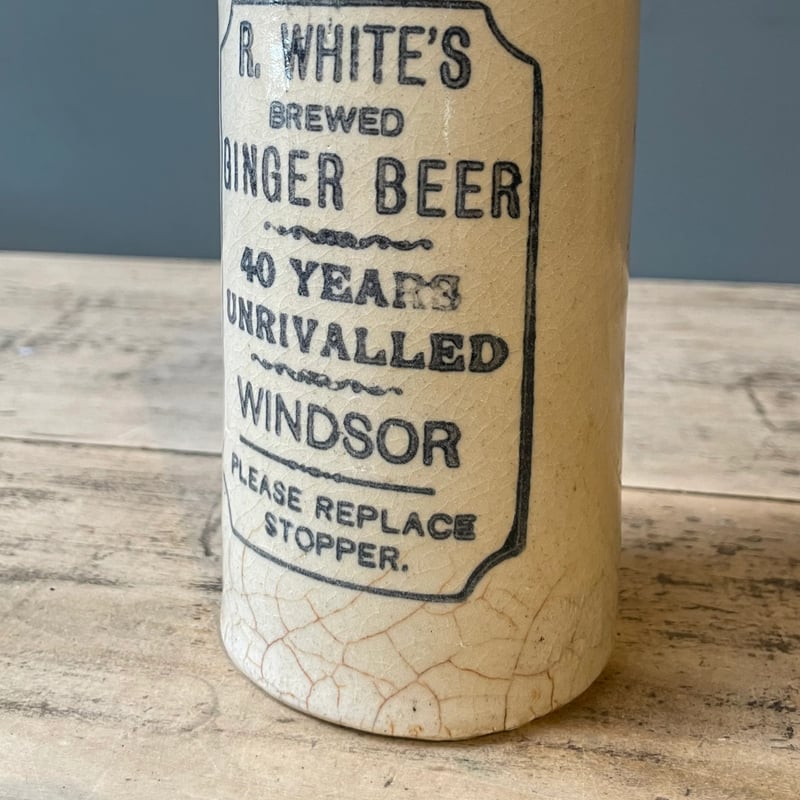 R. WHITE'S
BREWED
GINGER BEER
40 YEARS
UNRIVALLED
WINDSOR
PLEASE REPLACE
STOPPER.